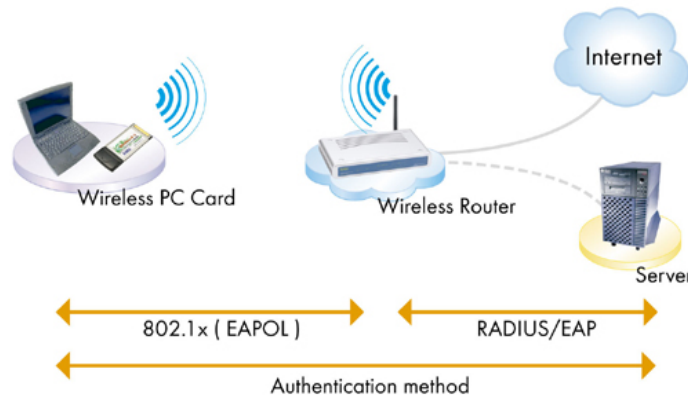 Internet
Wireless PC Card
Wireless Router
Server
802.1x ( EAPOL )
RADIUS/EAP
Authentication method